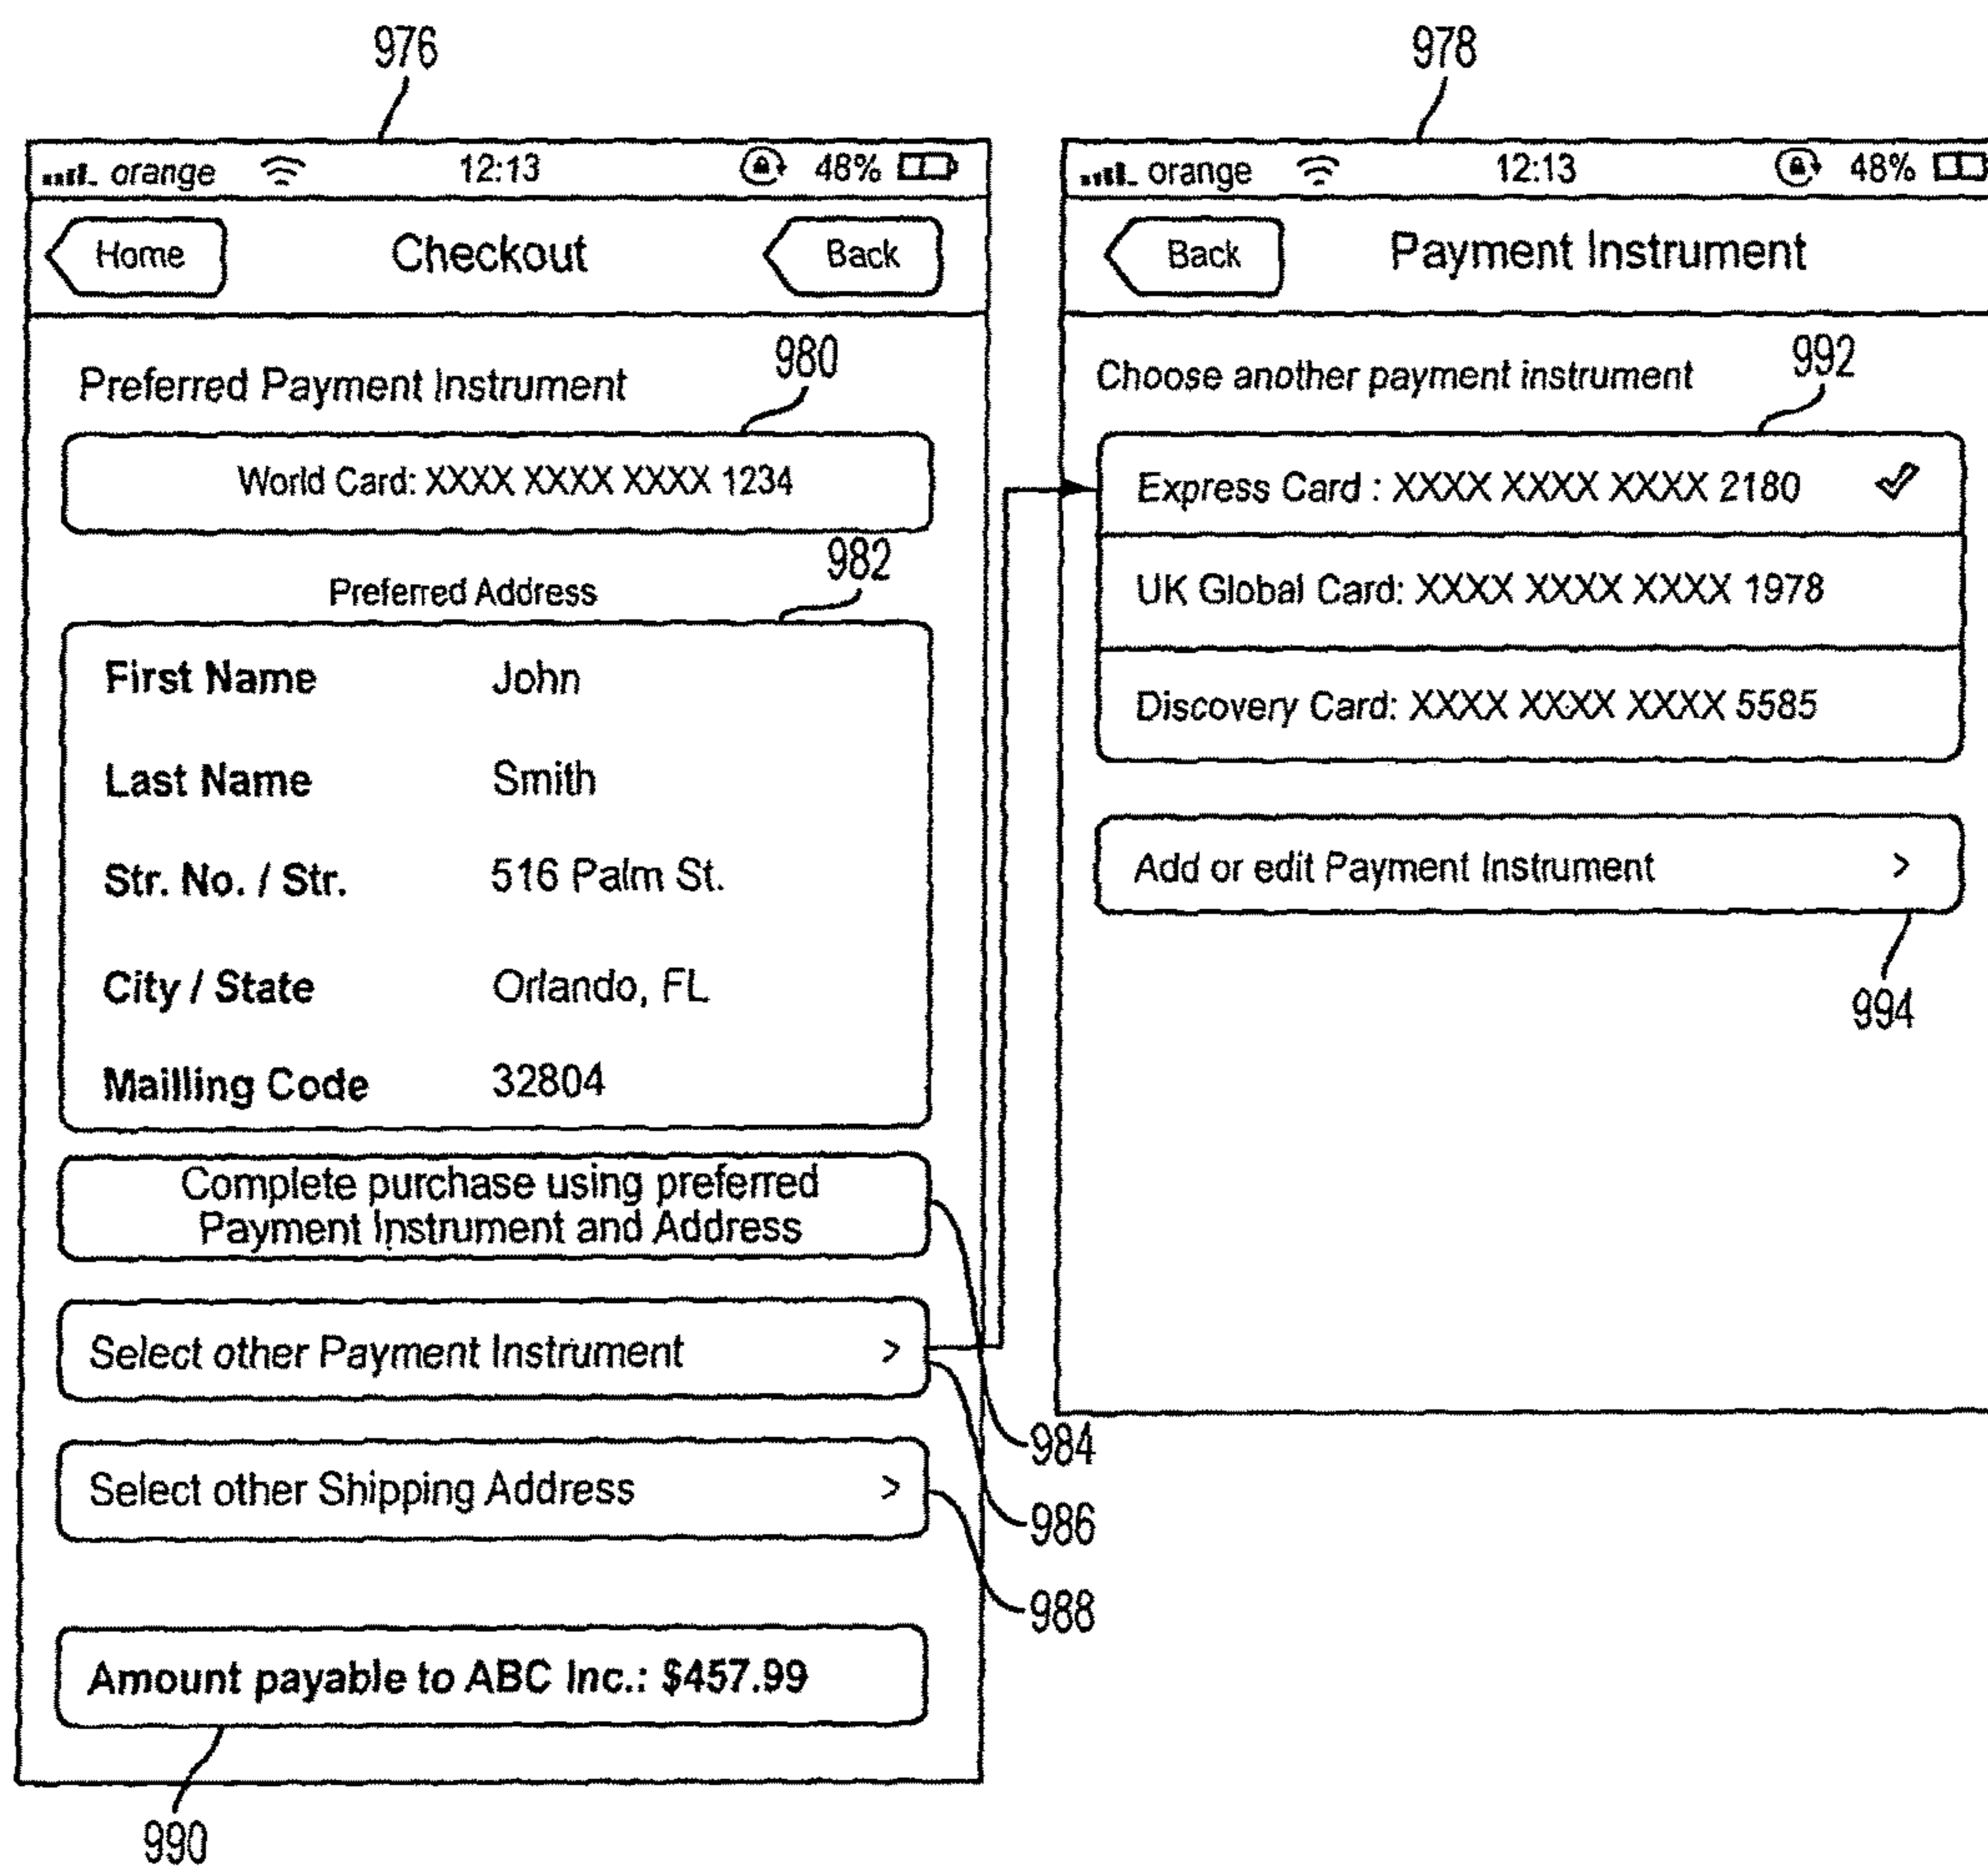 976
orange 12:13 48%
Home Checkout Back
Preferred Payment Instrument
980
World Card: XXXX XXXX XXXX 1234
Preferred Address
982
First Name John
Last Name Smith
Str. No. / Str. 516 Palm St.
City / State Orlando, FL
Mailling Code 32804
Complete purchase using preferred
Payment Instrument and Address
Select other Payment Instrument >
Select other Shipping Address >
984
986
988
Amount payable to ABC Inc.: $457.99
990
978
orange 12:13 48%
Back Payment Instrument
Choose another payment instrument
992
Express Card : XXXX XXXX XXXX 2180
UK Global Card: XXXX XXXX XXXX 1978
Discovery Card: XXXX XXXX XXXX 5585
Add or edit Payment Instrument >
994